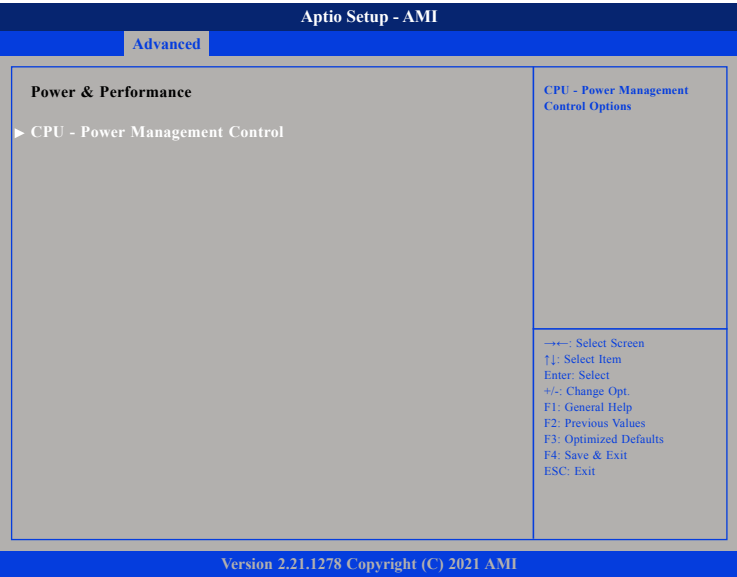 Aptio Setup - AMI
Advanced
Power & Performance
▶ CPU - Power Management Control
CPU - Power Management
Control Options
→←: Select Screen
↑↓: Select Item
Enter: Select
+/-: Change Opt.
F1: General Help
F2: Previous Values
F3: Optimized Defaults
F4: Save & Exit
ESC: Exit
Version 2.21.1278 Copyright (C) 2021 AMI